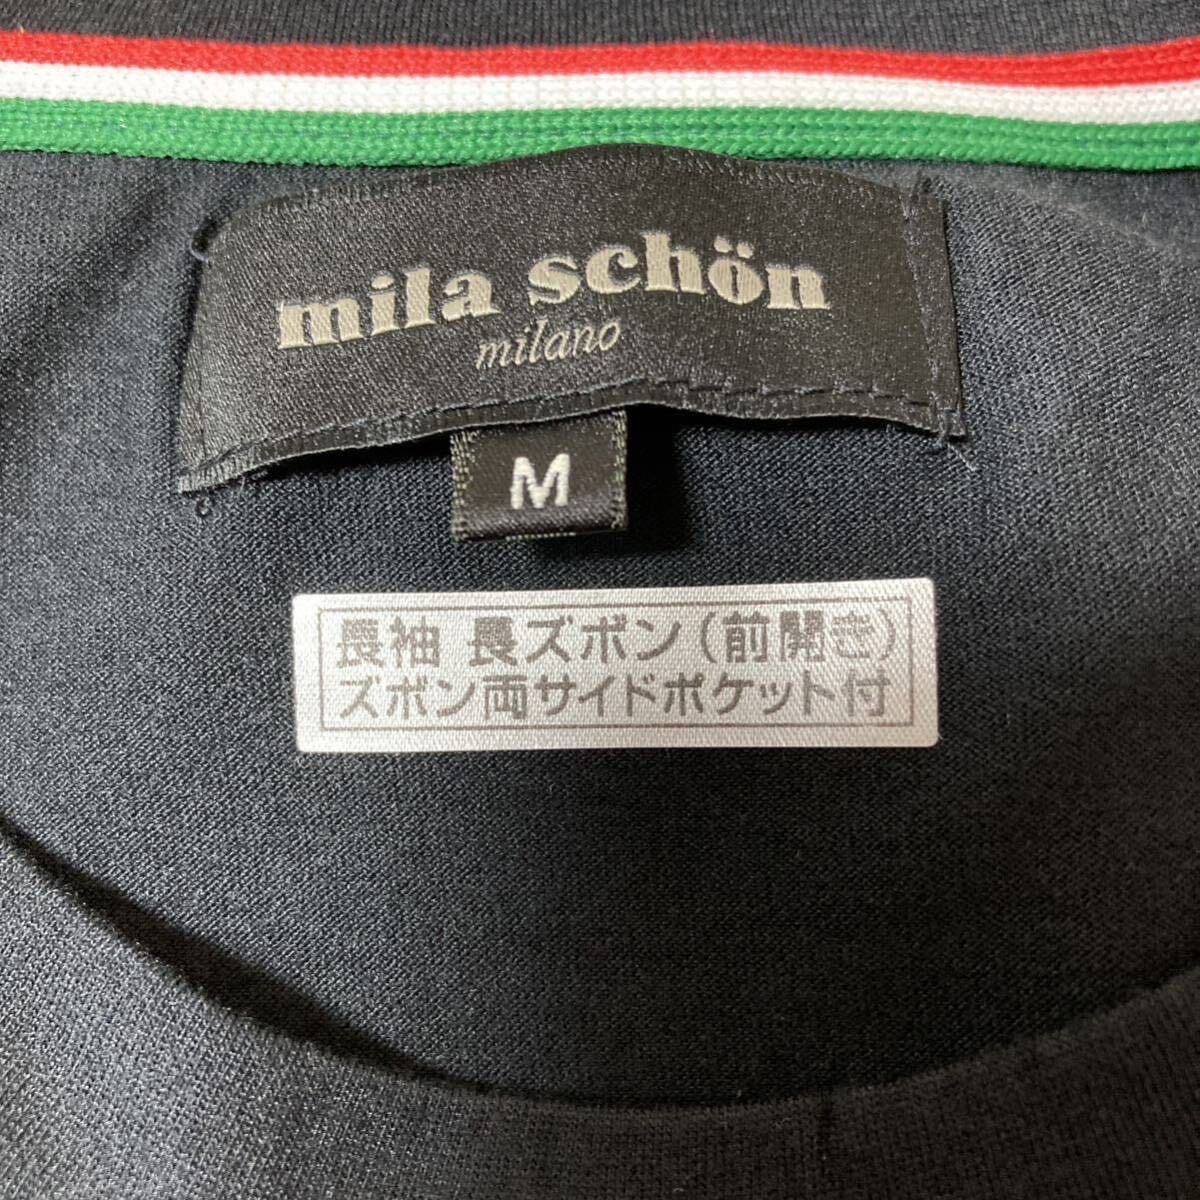 mila schön
milano
M
長袖 長ズボン(前開き)
ズボン両サイドポケット付